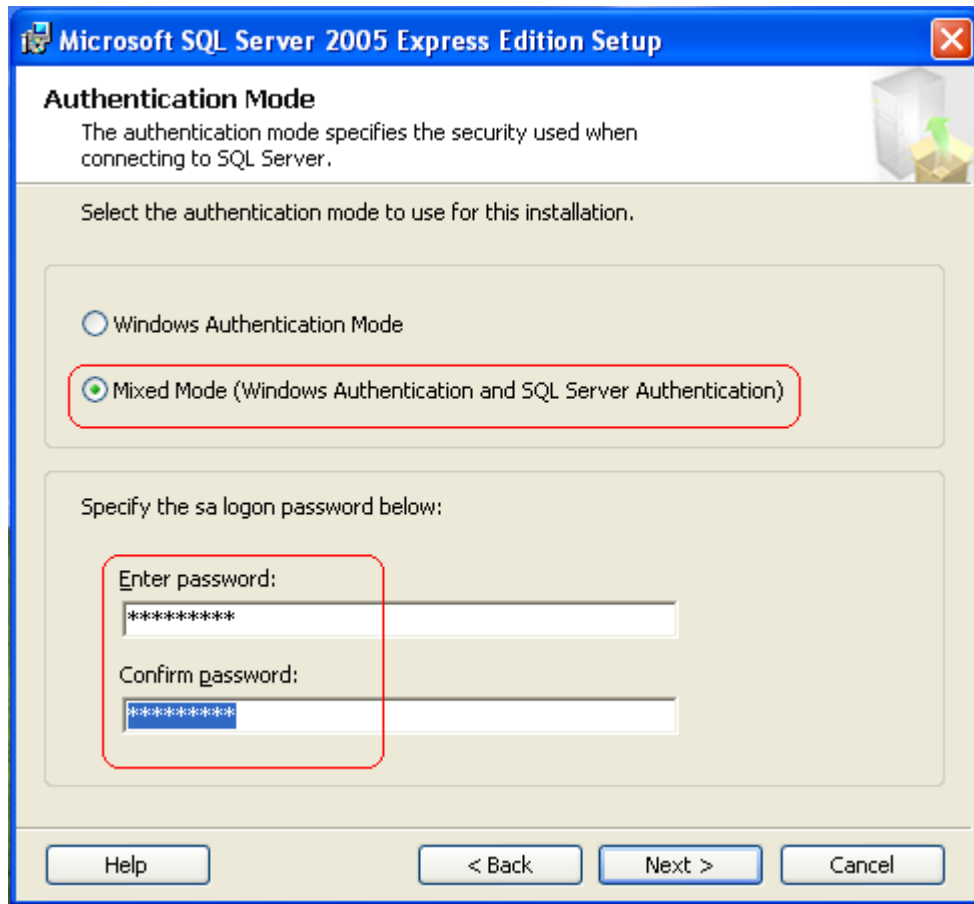 Microsoft SQL Server 2005 Express Edition Setup
Authentication Mode
The authentication mode specifies the security used when
connecting to SQL Server.
Select the authentication mode to use for this installation.
Windows Authentication Mode
Mixed Mode (Windows Authentication and SQL Server Authentication)
Specify the sa logon password below:
Enter password:
*********
Confirm password:
*********
Help
< Back
Next >
Cancel